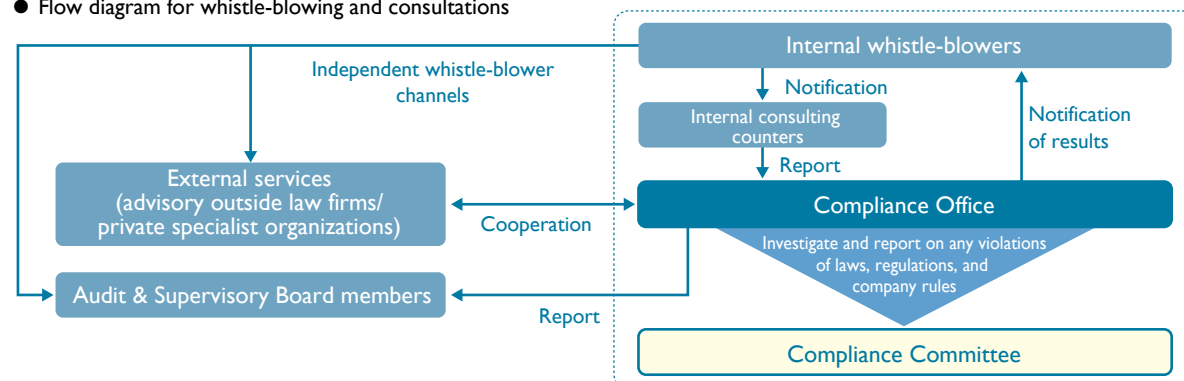 ● Flow diagram for whistle-blowing and consultations
Internal whistle-blowers
Independent whistle-blower
channels
Notification
Internal consulting
counters
Notification
of results
Report
External services
(advisory outside law firms/
private specialist organizations)
Cooperation
Compliance Office
Investigate and report on any violations
of laws, regulations, and
company rules
Audit & Supervisory Board members
Report
Compliance Committee